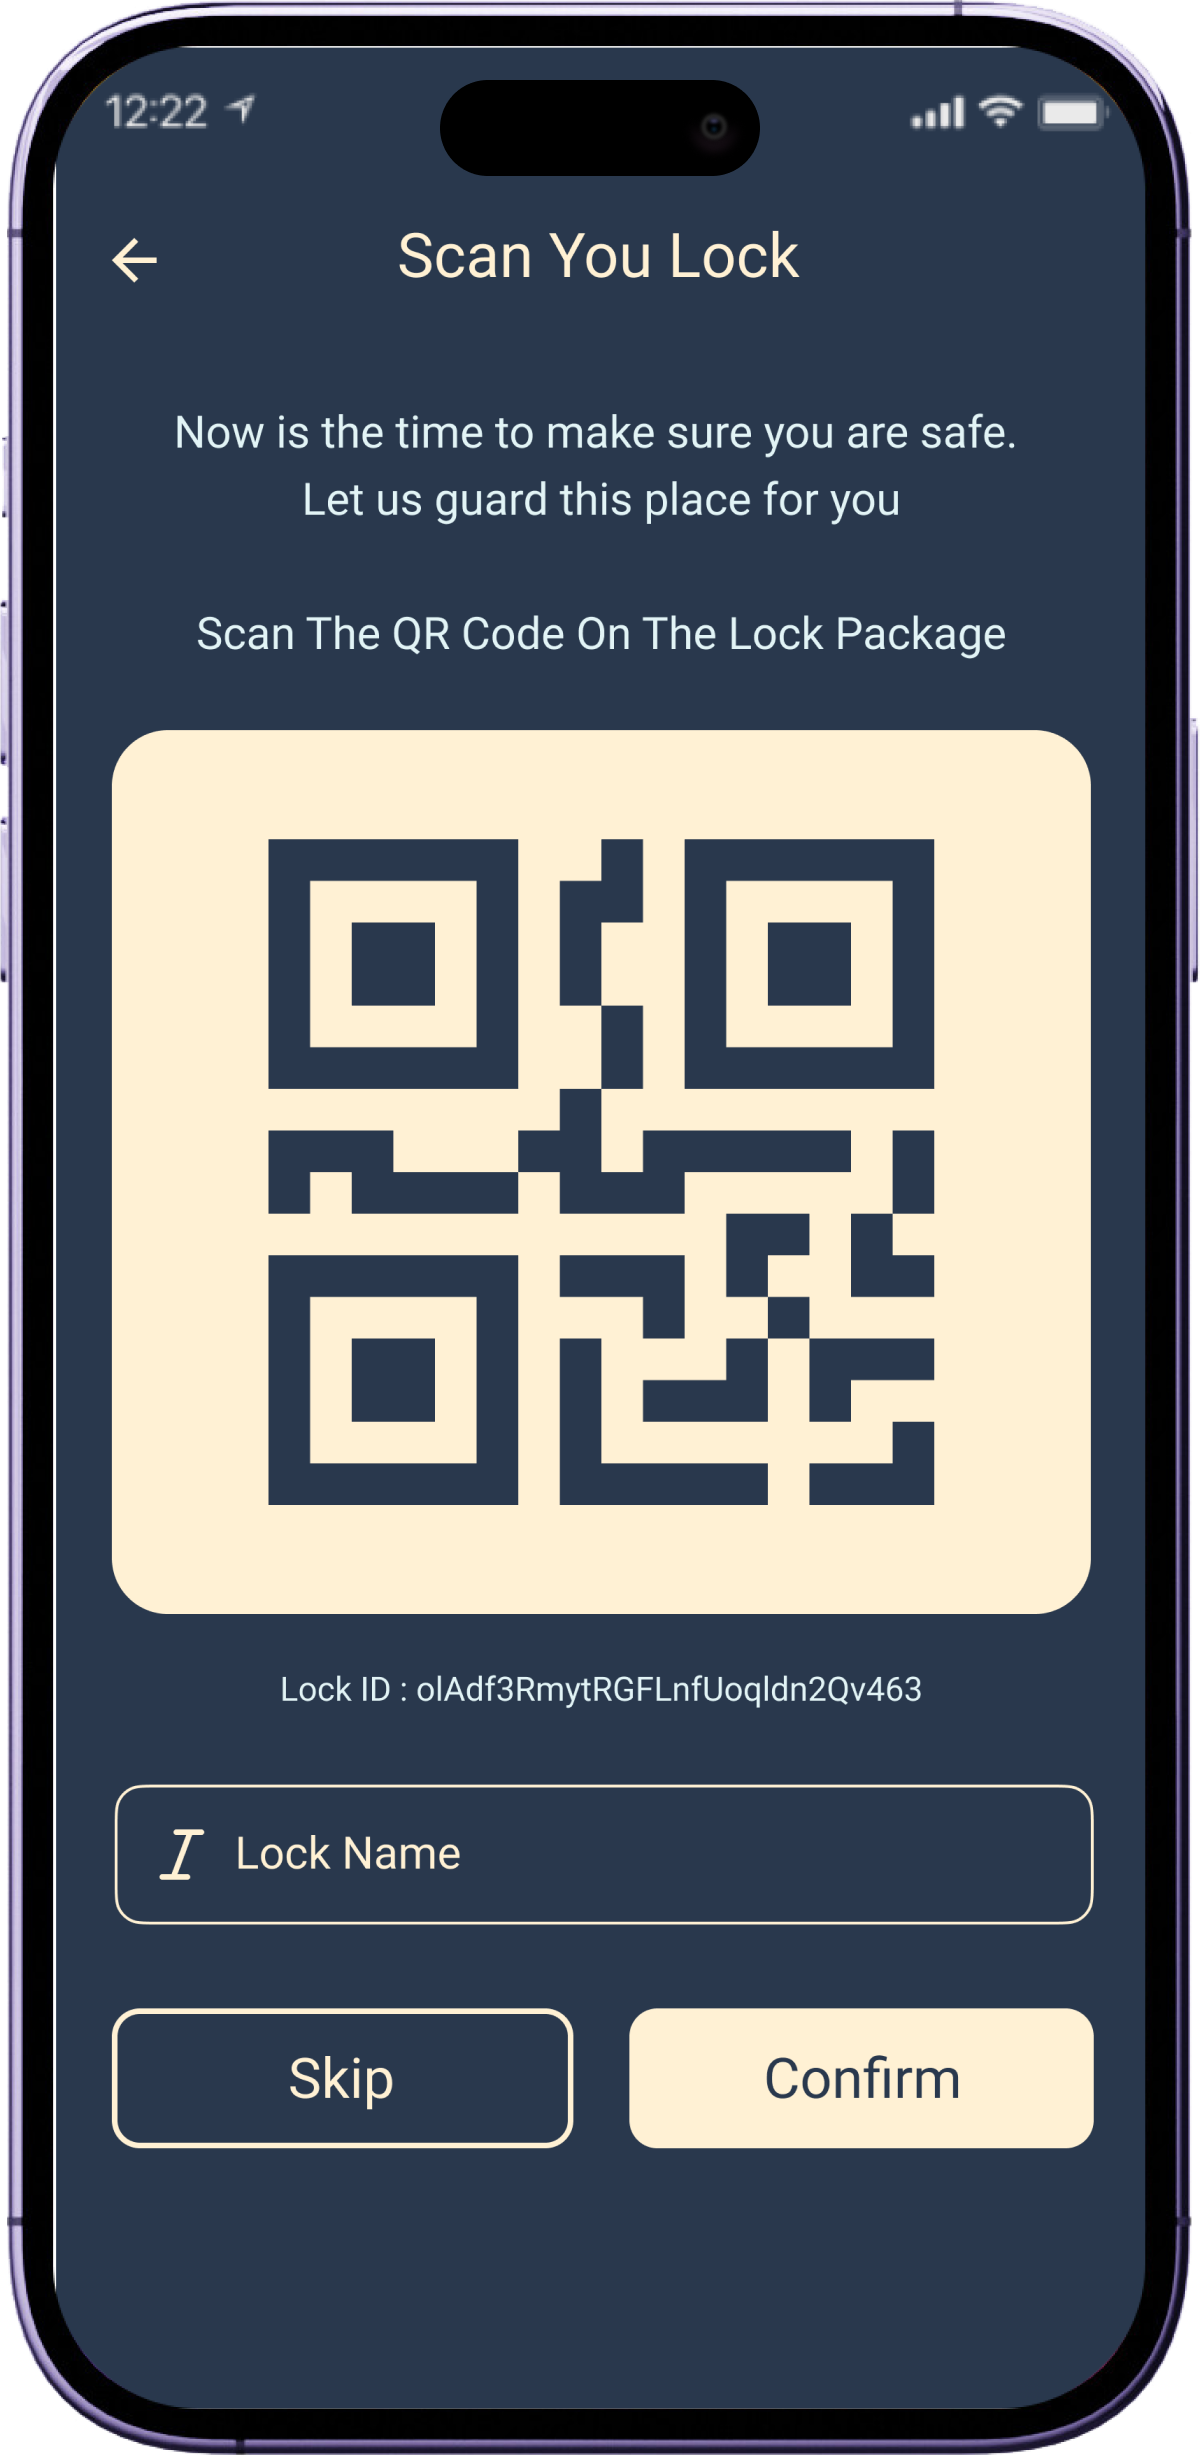 12:22
Scan You Lock
Now is the time to make sure you are safe.
Let us guard this place for you
Scan The QR Code On The Lock Package
Lock ID : olAdf3RmytRGFLnfUoqldn2Qv463
Lock Name
Skip
Confirm